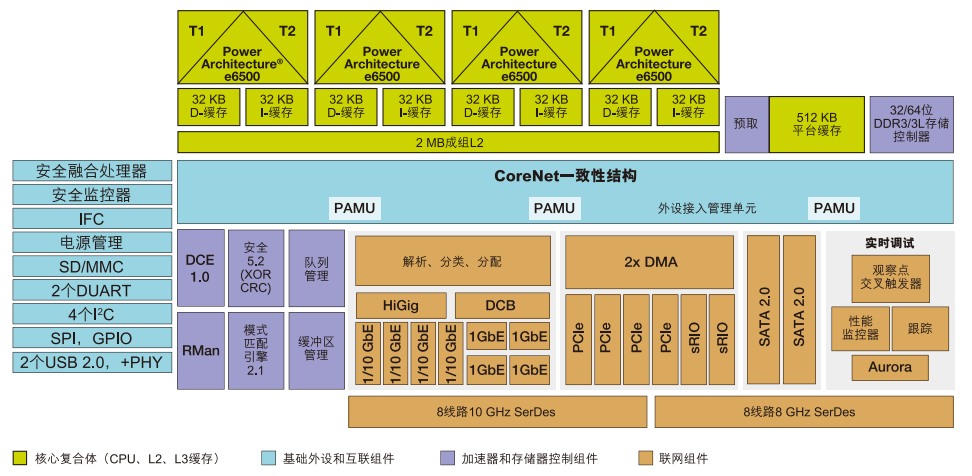 T1 T2
Power
Architecture®
e6500
T1 T2
Power
Architecture
e6500
T1 T2
Power
Architecture
e6500
T1 T2
Power
Architecture
e6500
32 KB
D-缓存
32 KB
I-缓存
32 KB
D-缓存
32 KB
I-缓存
32 KB
D-缓存
32 KB
I-缓存
32 KB
D-缓存
32 KB
I-缓存
2 MB成组L2
预取
512 KB
平台缓存
32/64位
DDR3/3L存储
控制器
安全融合处理器
安全监控器
IFC
电源管理
SD/MMC
2个DUART
4个I²C
SPI，GPIO
2个USB 2.0，+PHY
CoreNet一致性结构
PAMU
PAMU
外设接入管理单元
PAMU
DCE
1.0
安全
5.2
(XOR
CRC)
队列
管理
RMan
模式
匹配
引擎
2.1
缓冲区
管理
解析、分类、分配
HiGig
DCB
1/10 GbE
1/10 GbE
1/10 GbE
1/10 GbE
1GbE
1GbE
1GbE
1GbE
2x DMA
PCIe
PCIe
PCIe
PCIe
sRIO
sRIO
SATA 2.0
SATA 2.0
实时调试
观察点
交叉触发器
性能
监控器
跟踪
Aurora
8线路10 GHz SerDes
8线路8 GHz SerDes
核心复合体（CPU、L2、L3缓存）
基础外设和互联组件
加速器和存储器控制组件
联网组件